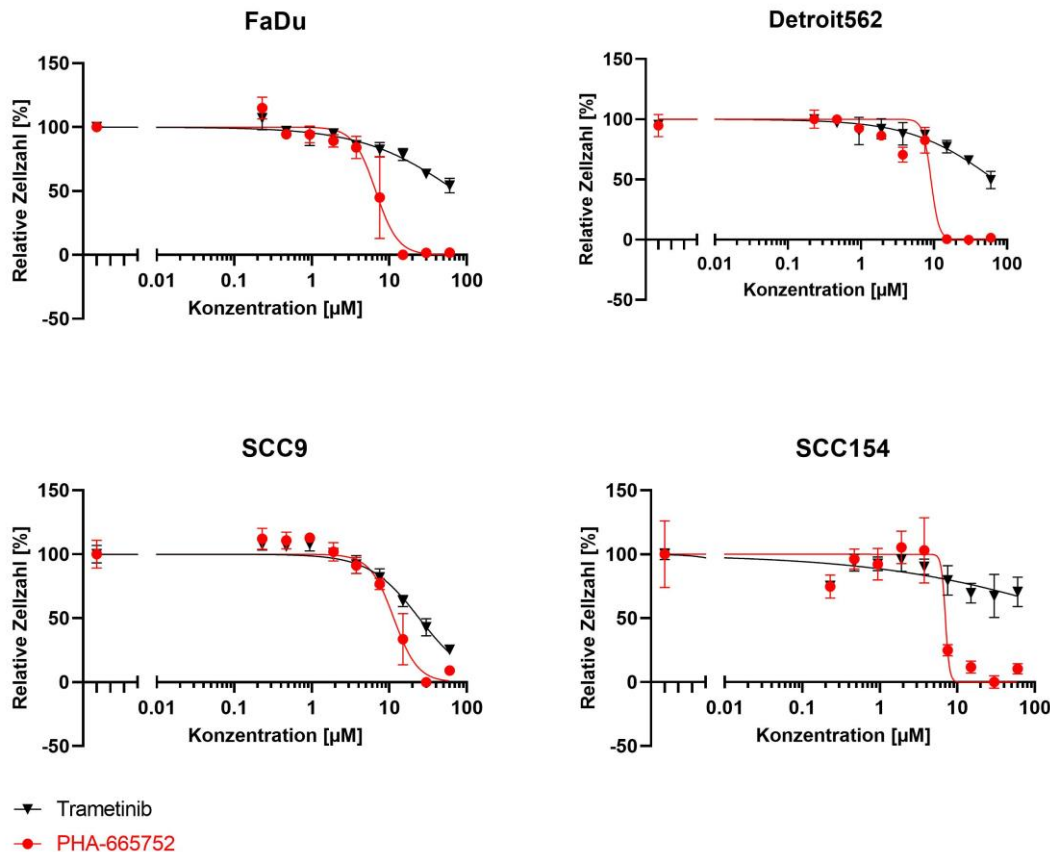 FaDu
Relative Zellzahl [%]
150
100
50
0
-50
0.01 0.1 1 10 100
Konzentration [µM]
Detroit562
Relative Zellzahl [%]
150
100
50
0
-50
0.01 0.1 1 10 100
Konzentration [µM]
SCC9
Relative Zellzahl [%]
150
100
50
0
-50
0.01 0.1 1 10 100
Konzentration [µM]
SCC154
Relative Zellzahl [%]
150
100
50
0
-50
0.01 0.1 1 10 100
Konzentration [µM]
Trametinib
PHA-665752